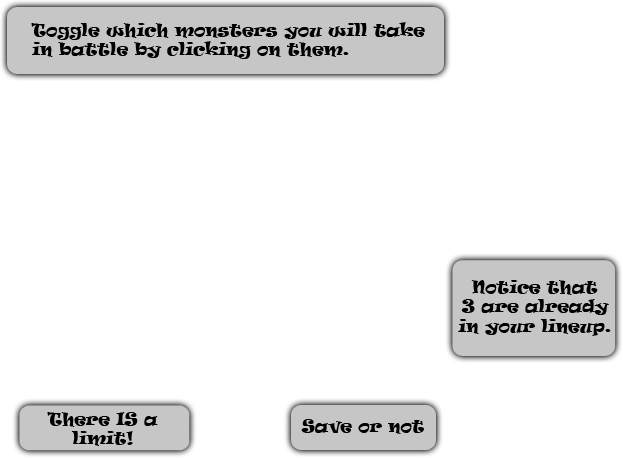 Toggle which monsters you will take
in battle by clicking on them.
Notice that
3 are already
in your lineup.
There IS a
limit!
Save or not